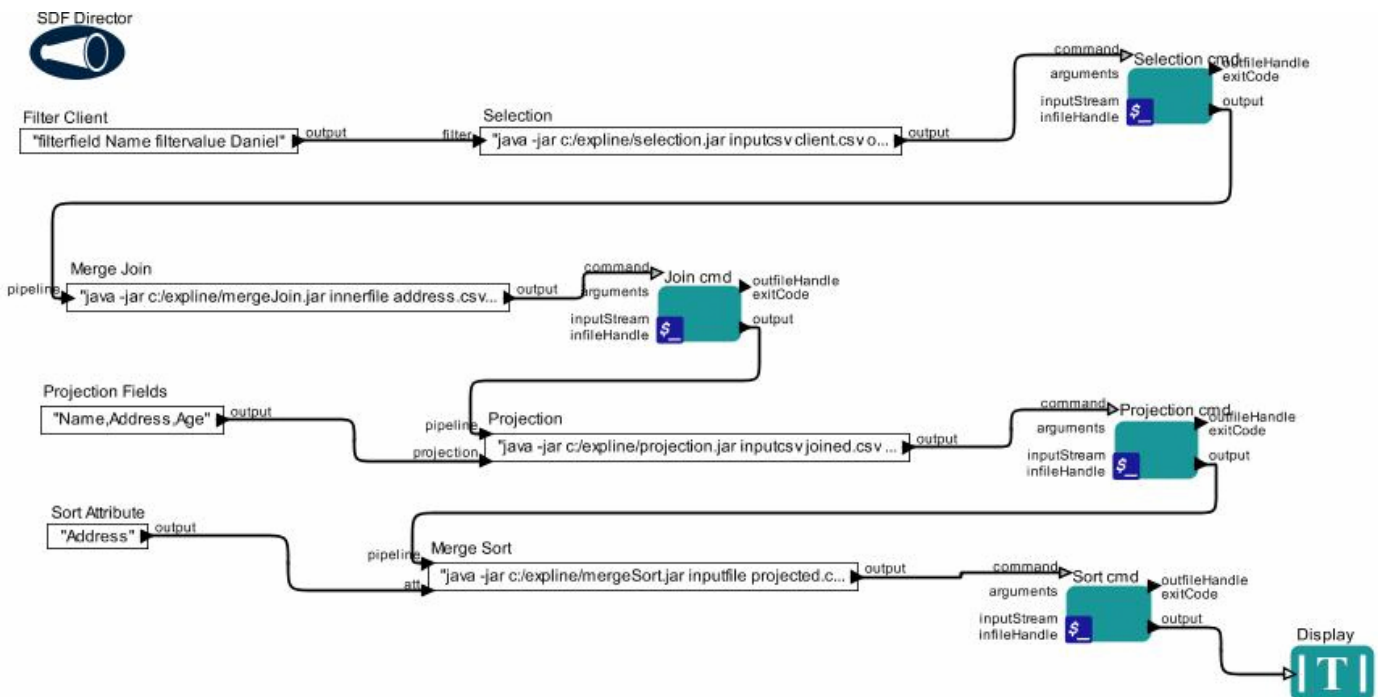 SDF Director
Filter Client
"filterfield Name filtervalue Daniel"
output
Selection
filter
"java -jar c:/expline/selection.jar inputcsv client.csv o...
output
command
Selection cmd
outfileHandle
arguments
exitCode
inputStream
output
infileHandle
$_
Merge Join
pipeline
"java -jar c:/expline/mergeJoin.jar innerfile address.csv...
output
command
Join cmd
outfileHandle
arguments
exitCode
inputStream
output
infileHandle
$_
Projection Fields
"Name,Address,Age"
output
Projection
pipeline
"java -jar c:/expline/projection.jar inputcsv joined.csv ...
projection
output
command
Projection cmd
outfileHandle
arguments
exitCode
inputStream
output
infileHandle
$_
Sort Attribute
"Address"
output
Merge Sort
pipeline
"java -jar c:/expline/mergeSort.jar inputfile projected.c...
att
output
command
Sort cmd
outfileHandle
arguments
exitCode
inputStream
output
infileHandle
$_
Display
T